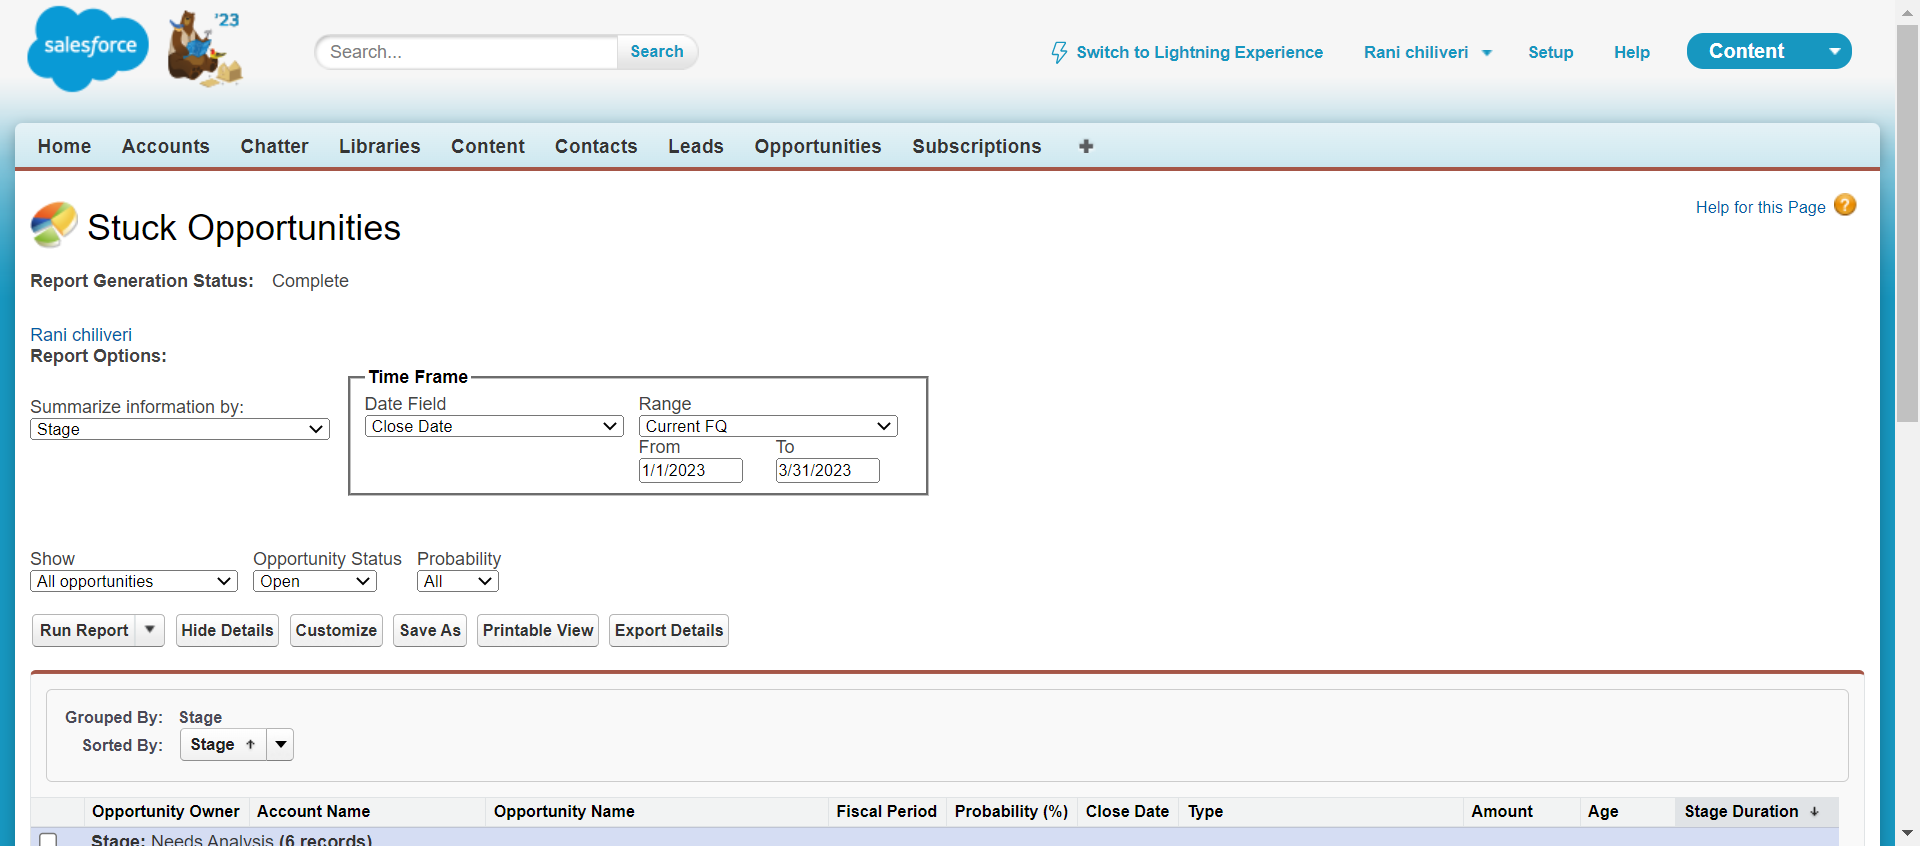 salesforce
'23
Search...
Search
Switch to Lightning Experience
Rani chiliveri
Setup
Help
Content
Home Accounts Chatter Libraries Content Contacts Leads Opportunities Subscriptions
Stuck Opportunities
Help for this Page
?
Report Generation Status: Complete
Rani chiliveri
Report Options:
Time Frame
Summarize information by:
Stage
Date Field
Close Date
Range
Current FQ
From To
1/1/2023 3/31/2023
Show Opportunity Status Probability
All opportunities Open All
Run Report Hide Details Customize Save As Printable View Export Details
Grouped By: Stage
Sorted By: Stage
Opportunity Owner Account Name Opportunity Name Fiscal Period Probability (%) Close Date Type Amount Age Stage Duration
Stage: Needs Analysis (6 records)